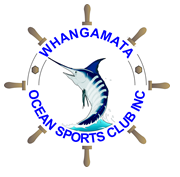 WHANGAMATA
OCEAN SPORTS CLUB INC